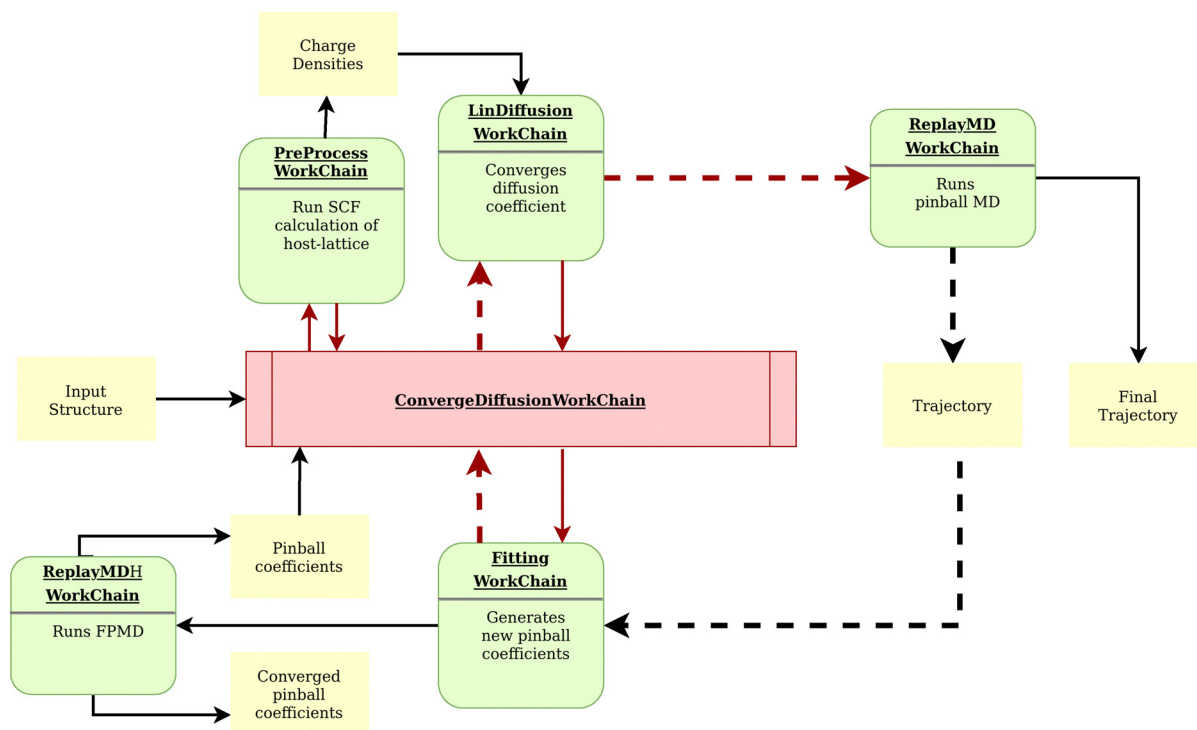 Charge
Densities
LinDiffusion
WorkChain
Converges
diffusion
coefficient
ReplayMD
WorkChain
Runs
pinball MD
PreProcess
WorkChain
Run SCF
calculation of
host-lattice
Input
Structure
ConvergeDiffusionWorkChain
Trajectory
Final
Trajectory
Pinball
coefficients
ReplayMDH
WorkChain
Runs FPMD
Fitting
WorkChain
Generates
new pinball
coefficients
Converged
pinball
coefficients